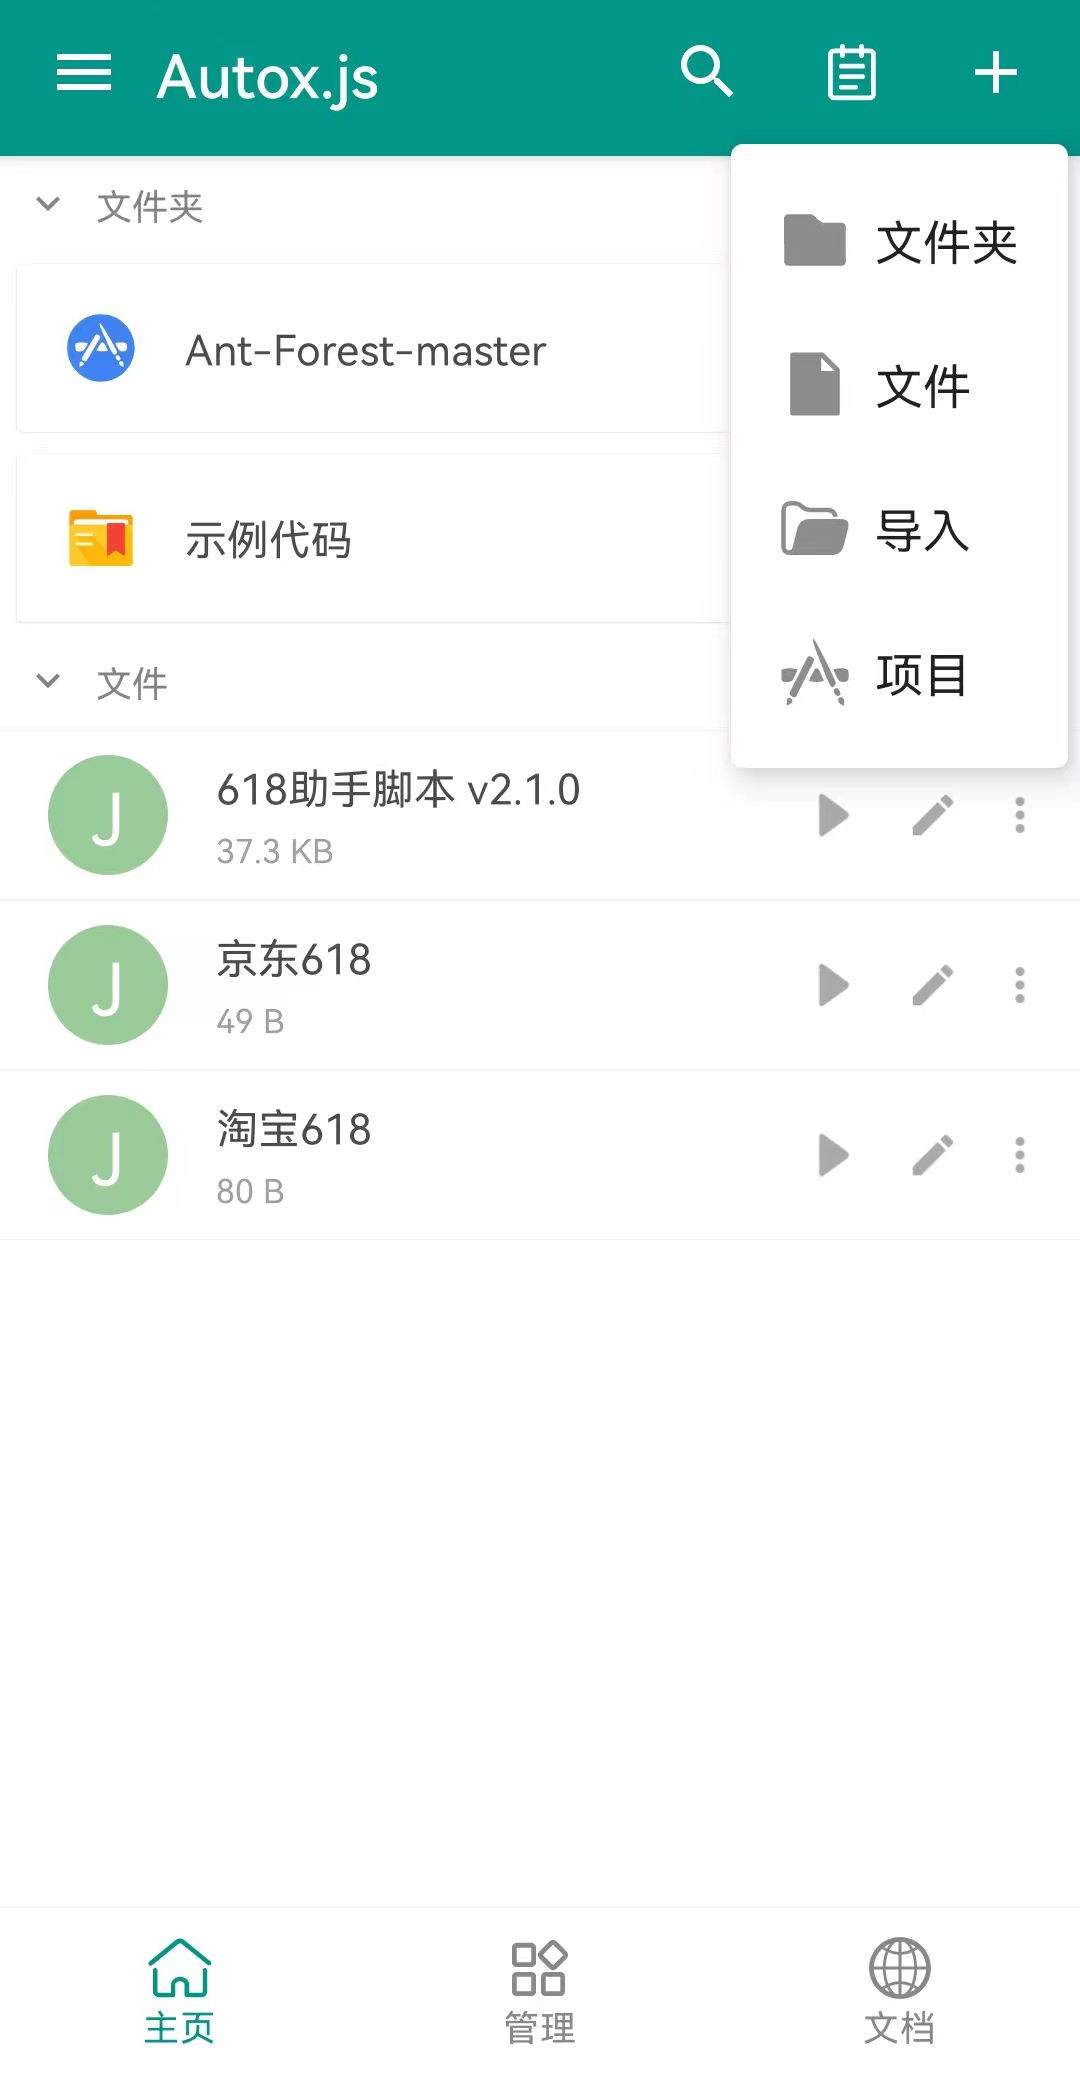 Autox.js
文件夹
Ant-Forest-master
示例代码
文件
J
618助手脚本 v2.1.0
37.3 KB
J
京东618
49 B
J
淘宝618
80 B
文件夹
文件
导入
项目
主页
管理
文档